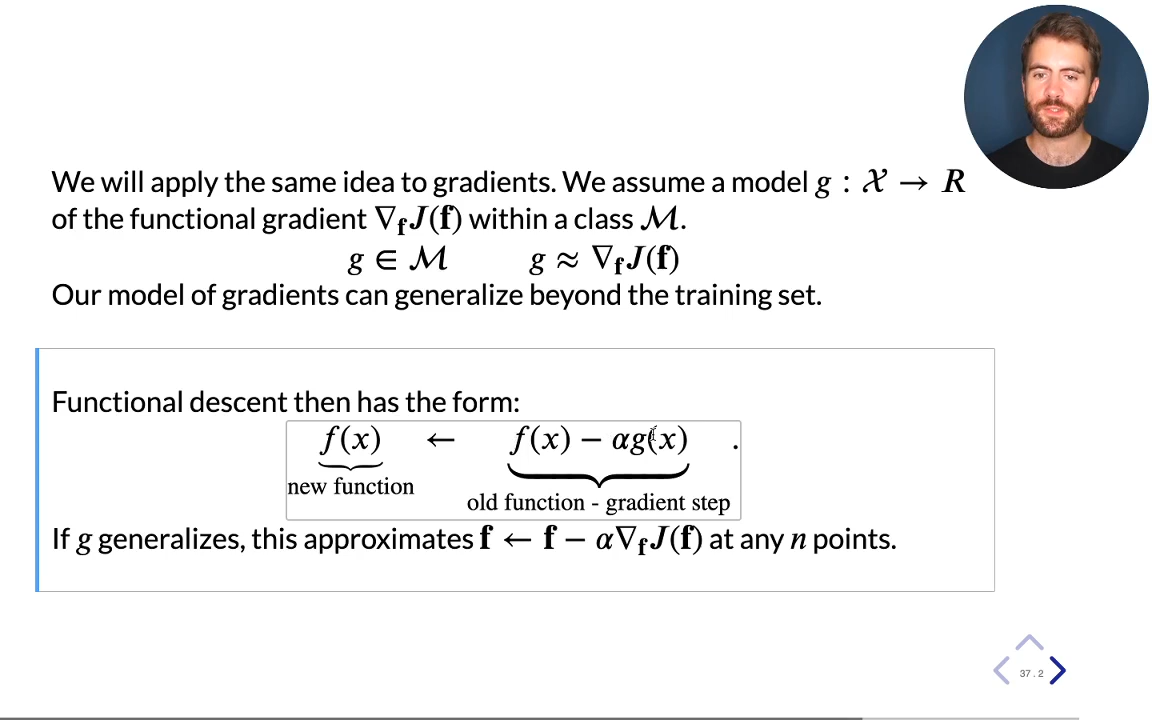 We will apply the same idea to gradients. We assume a model g : 𝒳 → R
of the functional gradient ∇𝐟J(𝐟) within a class ℳ.
g ∈ ℳ g ≈ ∇𝐟J(𝐟)
Our model of gradients can generalize beyond the training set.
Functional descent then has the form:
f(x) ← f(x) − αg(x) .
new function
old function - gradient step
If g generalizes, this approximates 𝐟 ← 𝐟 − α∇𝐟J(𝐟) at any n points.
37.2